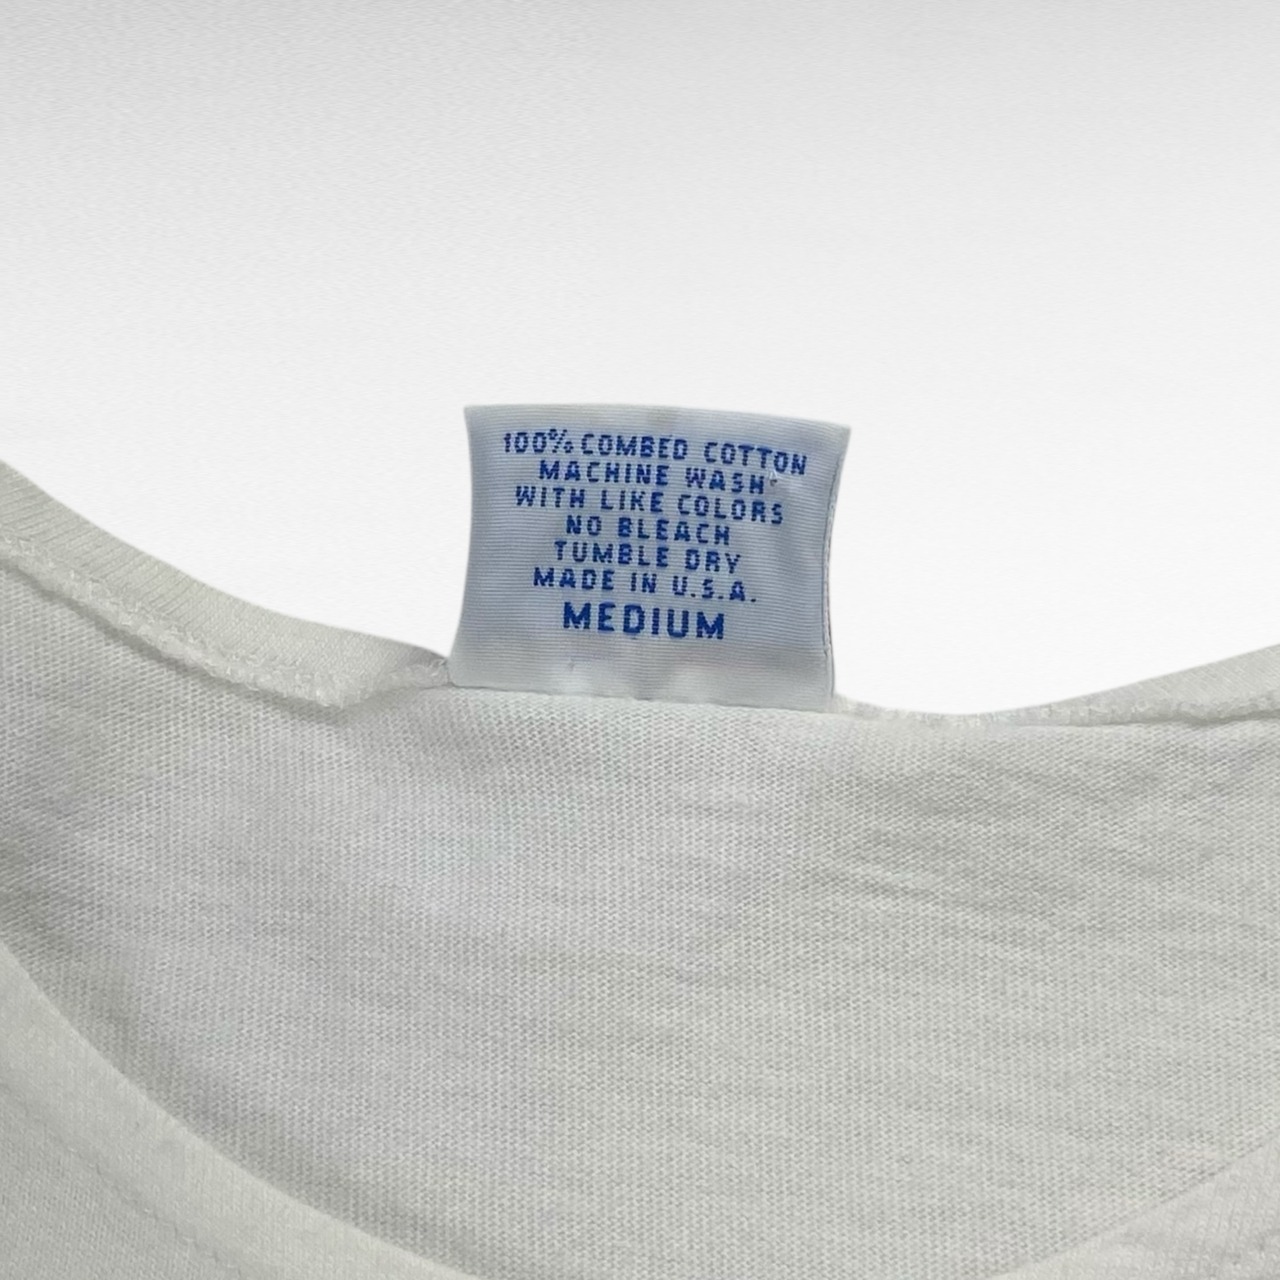 100% COMBED COTTON
MACHINE WASH
WITH LIKE COLORS
NO BLEACH
TUMBLE DRY
MADE IN U.S.A.
MEDIUM